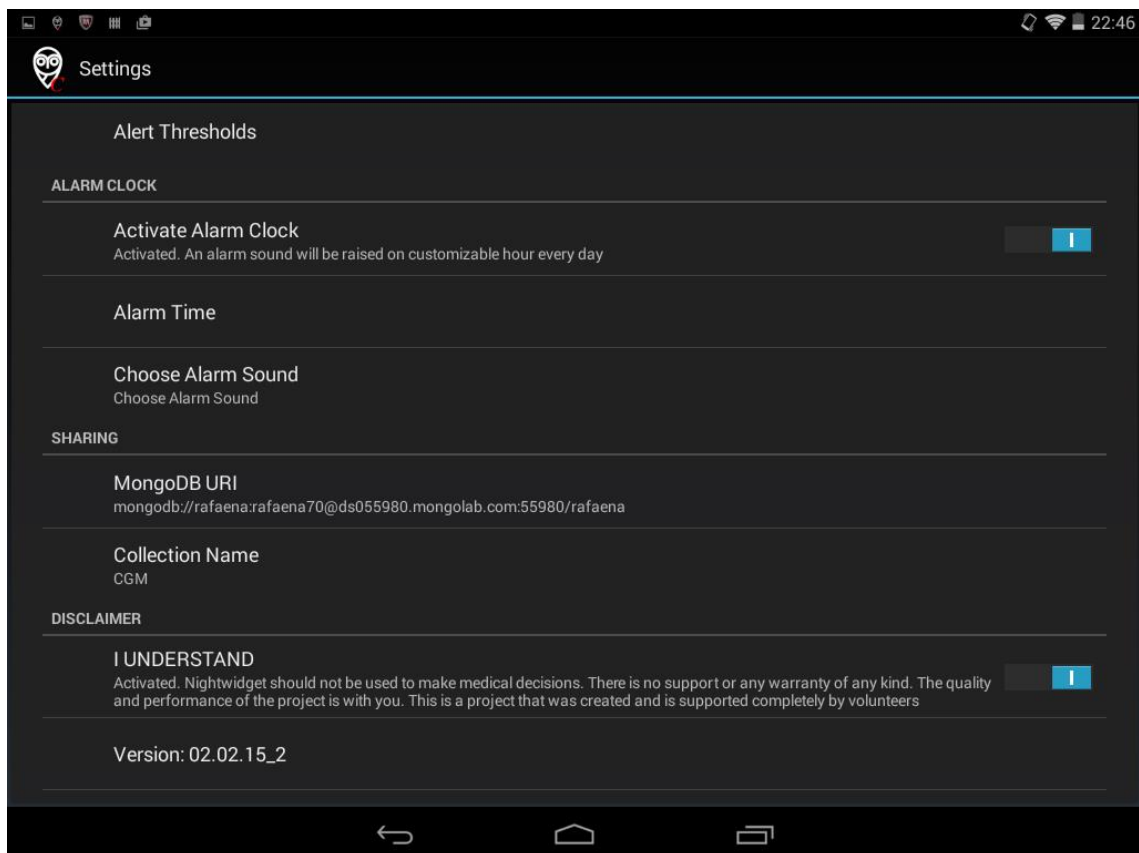 22:46
Settings
Alert Thresholds
ALARM CLOCK
Activate Alarm Clock
Activated. An alarm sound will be raised on customizable hour every day
Alarm Time
Choose Alarm Sound
Choose Alarm Sound
SHARING
MongoDB URI
mongodb://rafaena:rafaena70@ds055980.mongolab.com:55980/rafaena
Collection Name
CGM
DISCLAIMER
I UNDERSTAND
Activated. Nightwidget should not be used to make medical decisions. There is no support or any warranty of any kind. The quality
and performance of the project is with you. This is a project that was created and is supported completely by volunteers
Version: 02.02.15_2